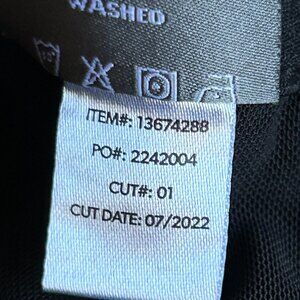 WASHED
ITEM#: 13674288
PO#: 2242004
CUT#: 01
CUT DATE: 07/2022